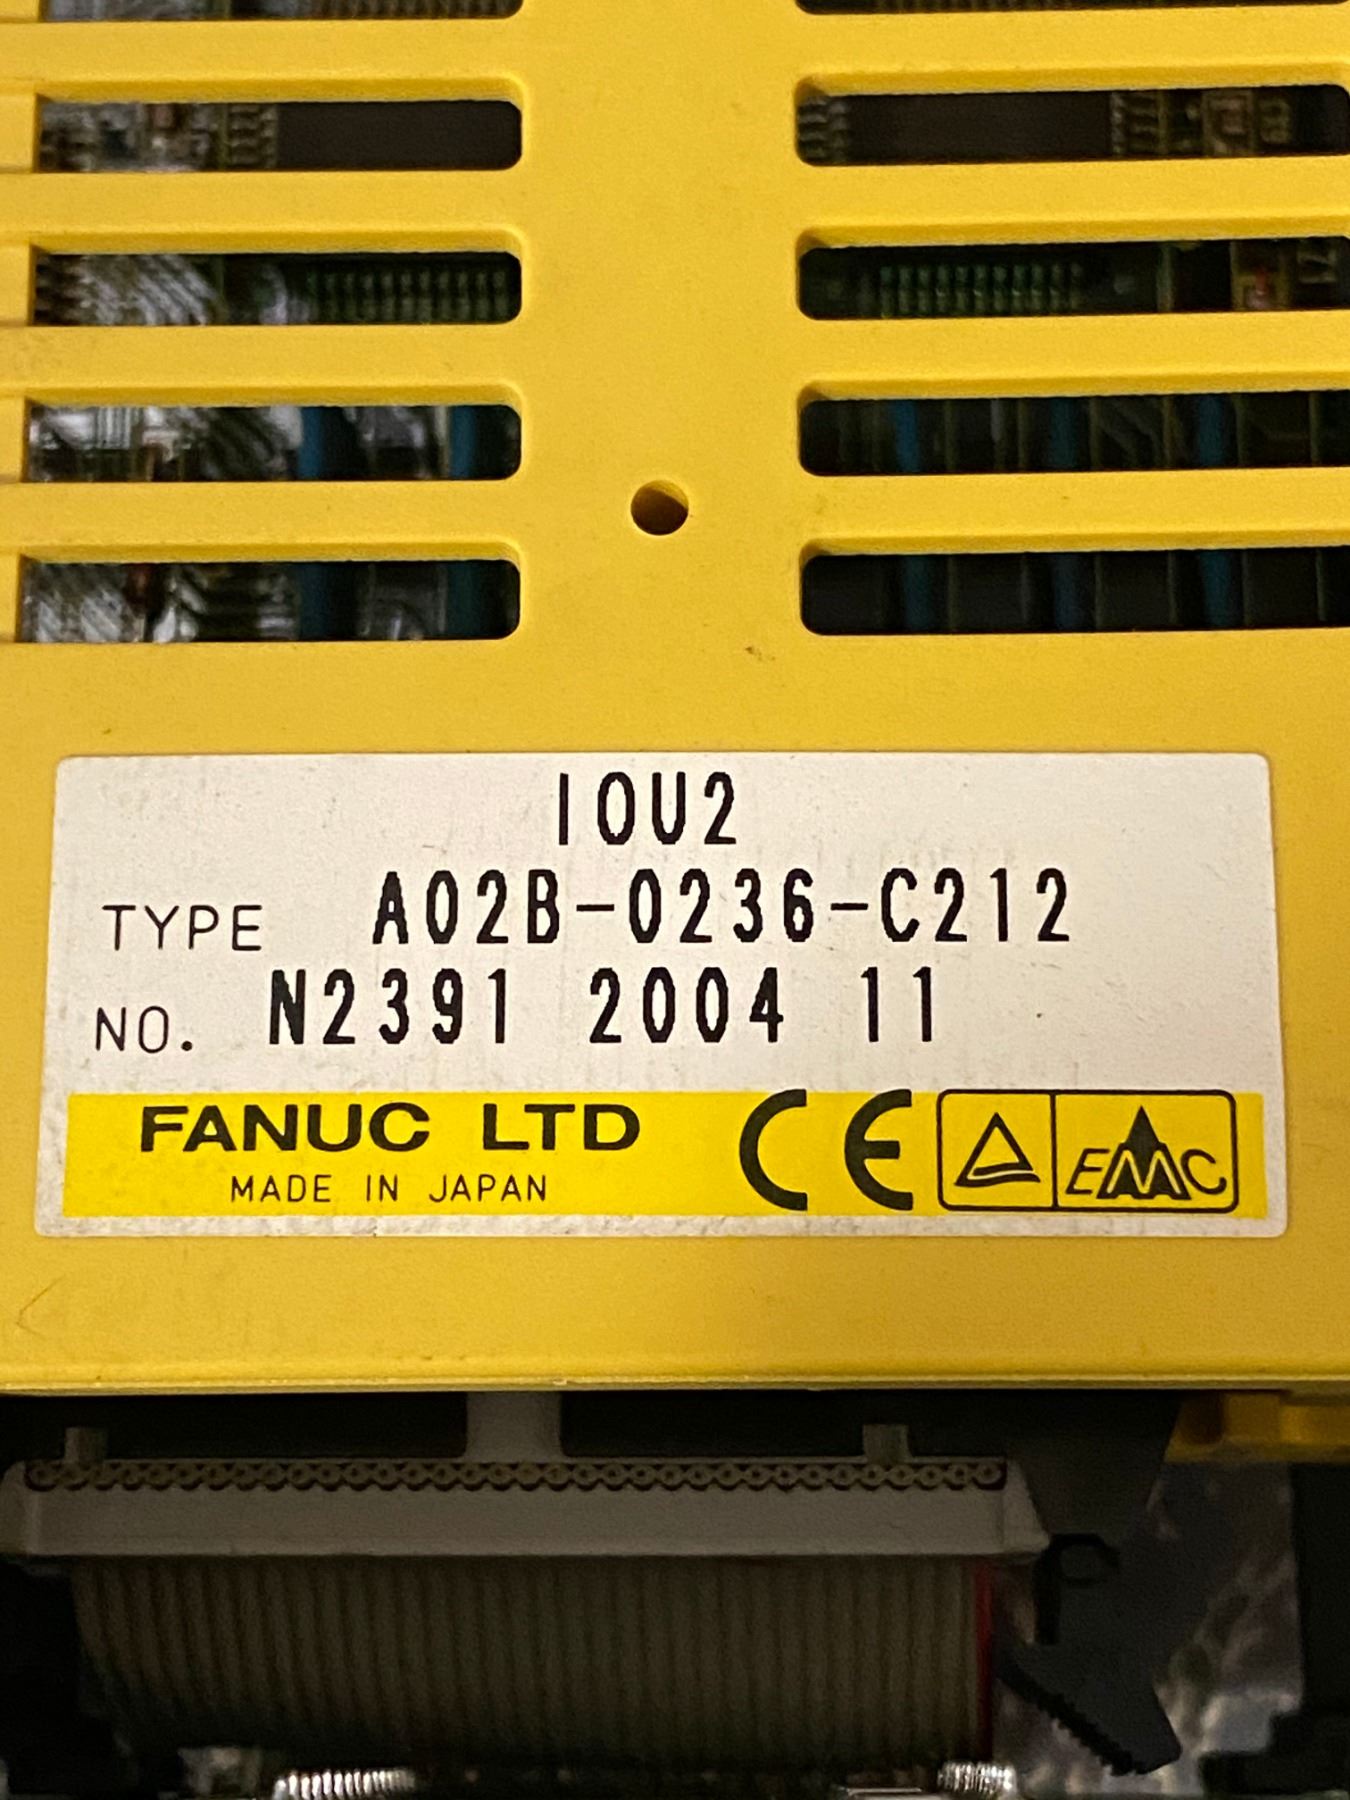 IOU2
TYPE A02B-0236-C212
NO. N2391 2004 11
FANUC LTD CE EMC
MADE IN JAPAN